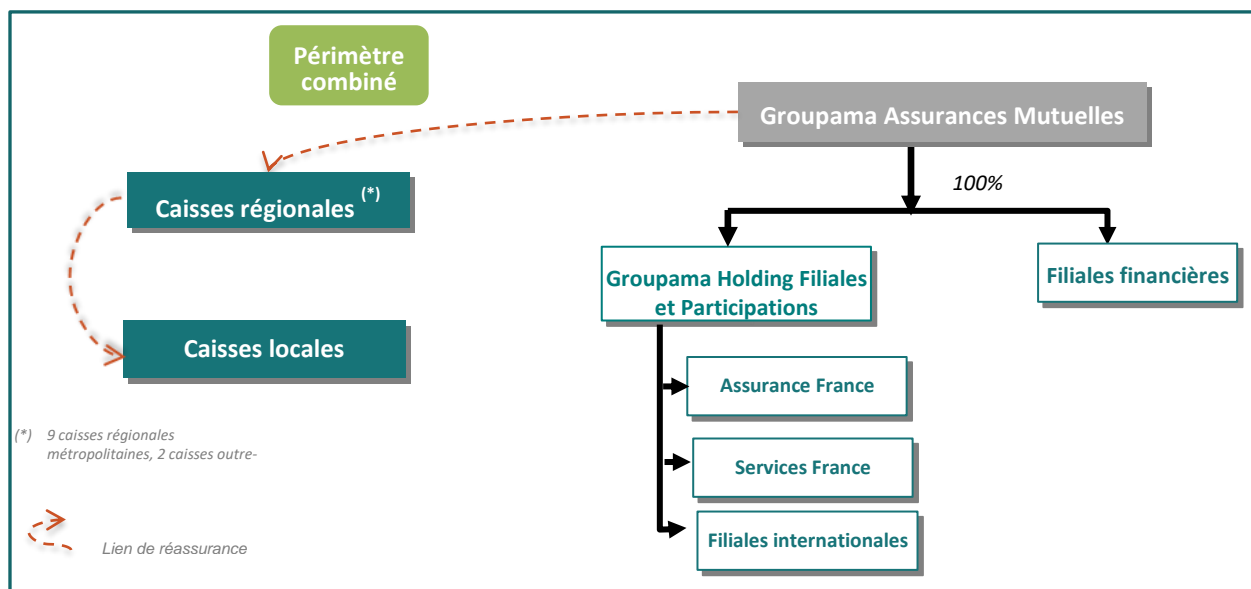 Périmètre
combiné
Groupama Assurances Mutuelles
100%
Caisses régionales (*)
Groupama Holding Filiales
et Participations
Filiales financières
Caisses locales
Assurance France
(*) 9 caisses régionales
métropolitaines, 2 caisses outre-
Services France
Lien de réassurance
Filiales internationales